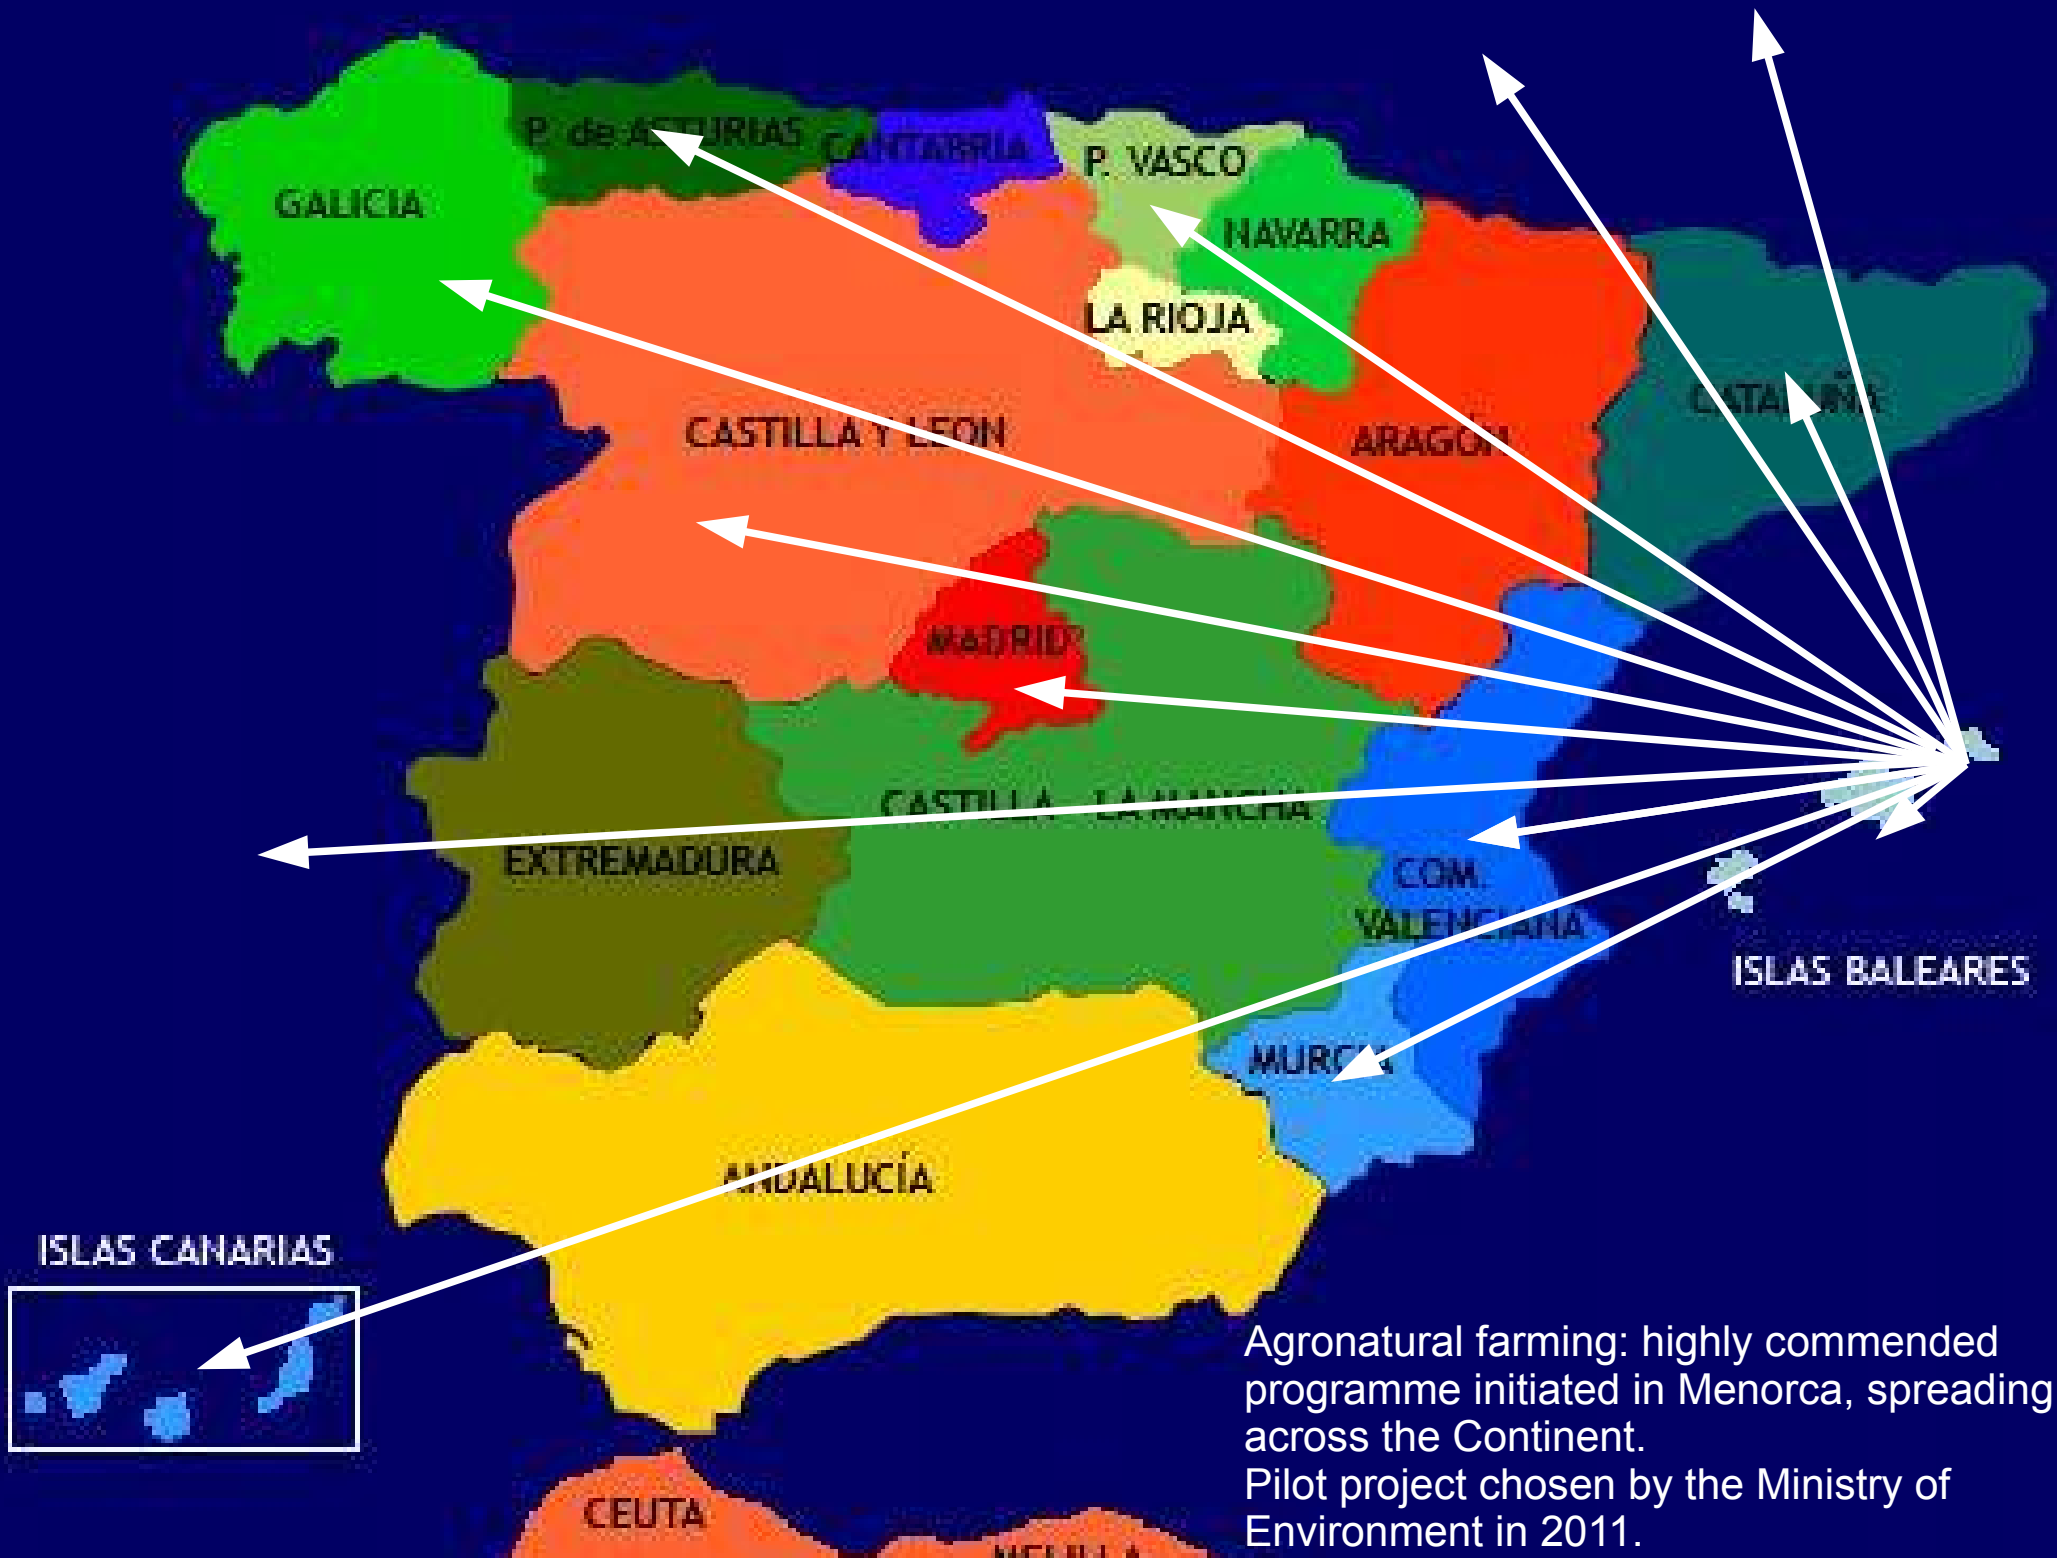 P. de ASTURIAS
CANTABRIA
P. VASCO
GALICIA
NAVARRA
LA RIOJA
CATALUÑA
CASTILLA Y LEON
ARAGÓN
MADRID
CASTILLA - LA MANCHA
EXTREMADURA
COM.
VALENCIANA
ISLAS BALEARES
MURCIA
ANDALUCÍA
ISLAS CANARIAS
Agronatural farming: highly commended
programme initiated in Menorca, spreading
across the Continent.
Pilot project chosen by the Ministry of
Environment in 2011.
CEUTA
MELILLA